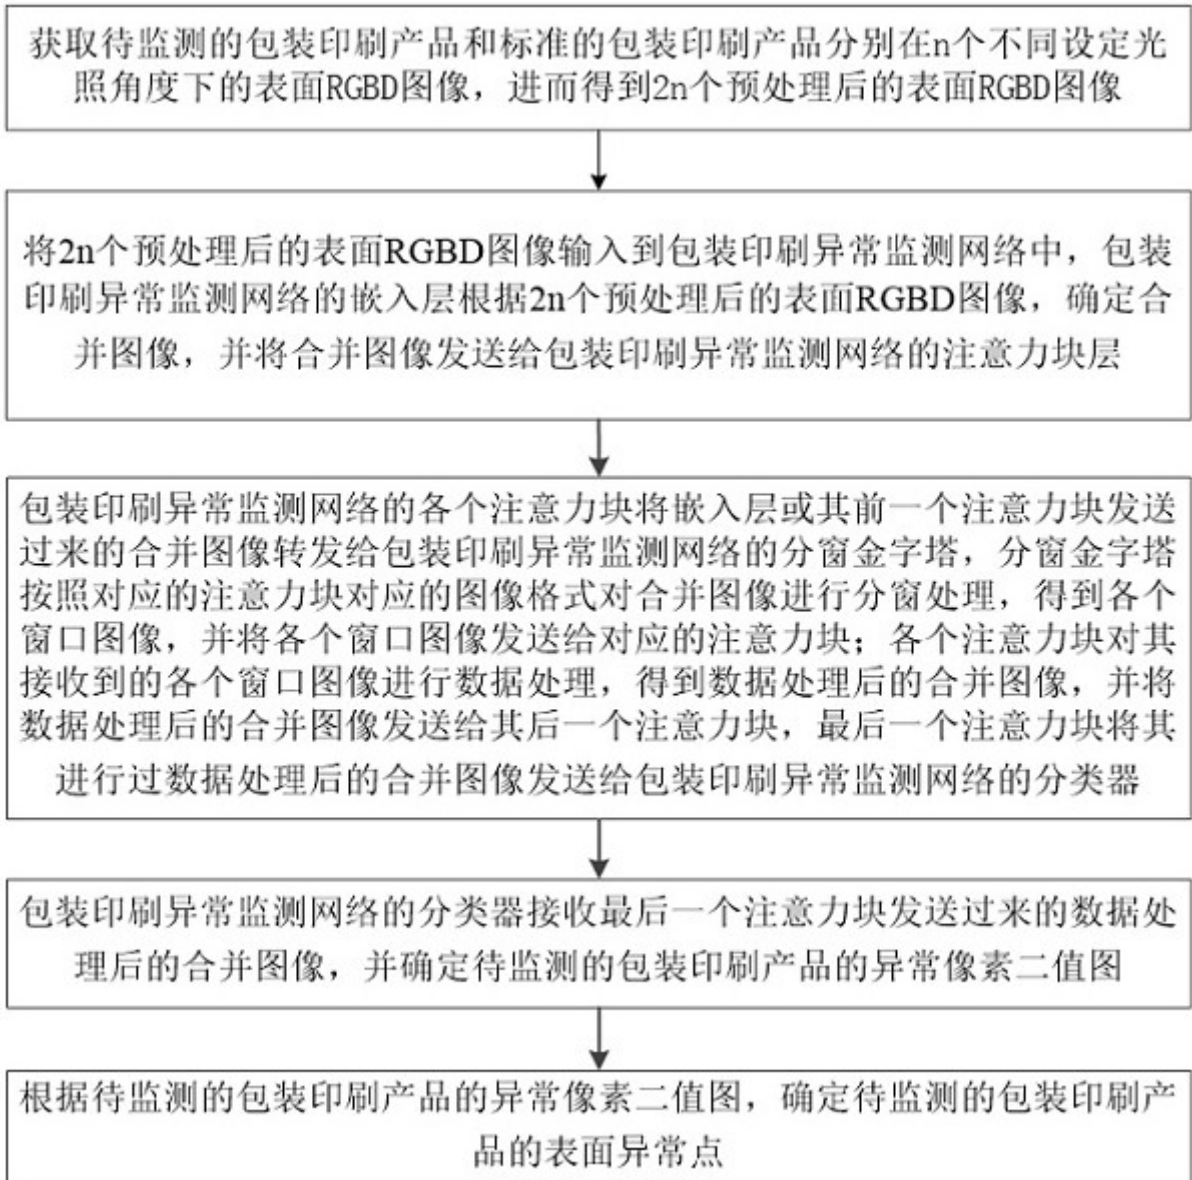 获取待监测的包装印刷产品和标准的包装印刷产品分别在n个不同设定光
照角度下的表面RGBD图像，进而得到2n个预处理后的表面RGBD图像
将2n个预处理后的表面RGBD图像输入到包装印刷异常监测网络中，包装
印刷异常监测网络的嵌入层根据2n个预处理后的表面RGBD图像，确定合
并图像，并将合并图像发送给包装印刷异常监测网络的注意力块层
包装印刷异常监测网络的各个注意力块将嵌入层或其前一个注意力块发送
过来的合并图像转发给包装印刷异常监测网络的分窗金字塔，分窗金字塔
按照对应的注意力块对应的图像格式对合并图像进行分窗处理，得到各个
窗口图像，并将各个窗口图像发送给对应的注意力块；各个注意力块对其
接收到的各个窗口图像进行数据处理，得到数据处理后的合并图像，并将
数据处理后的合并图像发送给其后一个注意力块，最后一个注意力块将其
进行过数据处理后的合并图像发送给包装印刷异常监测网络的分类器
包装印刷异常监测网络的分类器接收最后一个注意力块发送过来的数据处
理后的合并图像，并确定待监测的包装印刷产品的异常像素二值图
根据待监测的包装印刷产品的异常像素二值图，确定待监测的包装印刷产
品的表面异常点